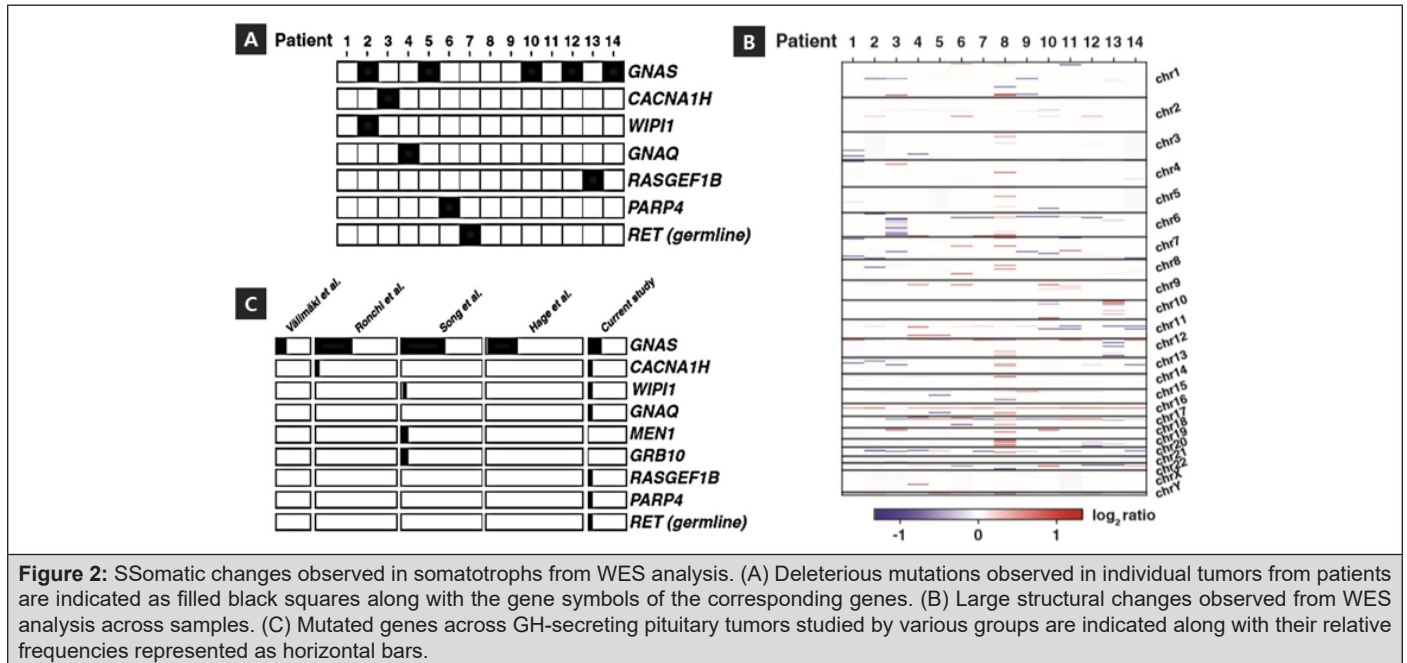 A
Patient 1 2 3 4 5 6 7 8 9 10 11 12 13 14
GNAS
CACNA1H
WIPI1
GNAQ
RASGEF1B
PARP4
RET (germline)
B
Patient 1 2 3 4 5 6 7 8 9 10 11 12 13 14
chr1
chr2
chr3
chr4
chr5
chr6
chr7
chr8
chr9
chr10
chr11
chr12
chr13
chr14
chr15
chr16
chr17
chr18
chr19
chr20
chr21
chr22
chrX
chrY
-1 0 1
log2 ratio
C
Välimäki et al.
Ronchi et al.
Song et al.
Hage et al.
Current study
GNAS
CACNA1H
WIPI1
GNAQ
MEN1
GRB10
RASGEF1B
PARP4
RET (germline)
Figure 2: SSomatic changes observed in somatotrophs from WES analysis. (A) Deleterious mutations observed in individual tumors from patients
are indicated as filled black squares along with the gene symbols of the corresponding genes. (B) Large structural changes observed from WES
analysis across samples. (C) Mutated genes across GH-secreting pituitary tumors studied by various groups are indicated along with their relative
frequencies represented as horizontal bars.